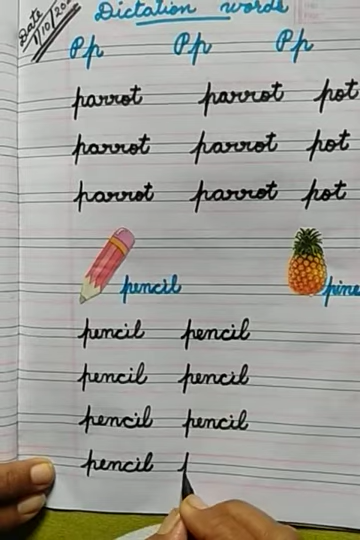 Date
1/10/20
Dictation words
Pp Pp Pp
parrot parrot pot
parrot parrot pot
parrot parrot pot
pencil pine
pencil pencil
pencil pencil
pencil pencil
pencil p